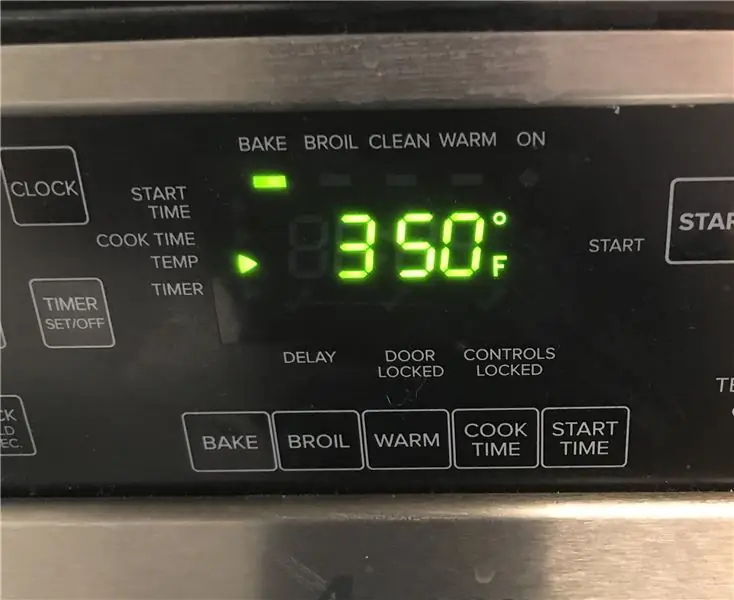 BAKE BROIL CLEAN WARM ON
CLOCK
START
TIME
COOK TIME
TEMP
TIMER
350°F
START
STAR
TIMER
SET/OFF
DELAY
DOOR
LOCKED
CONTROLS
LOCKED
BAKE
BROIL
WARM
COOK
TIME
START
TIME